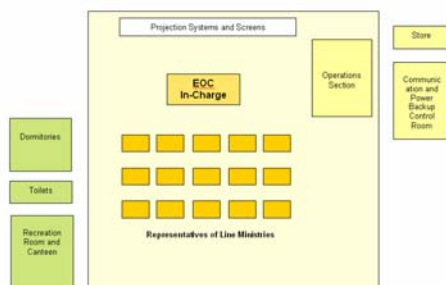 Projection Systems and Screens
EOC
In-Charge
Operations
Section
Store
Communic
ation and
Power
Backup
Control
Room
Dormitories
Toilets
Recreation
Room and
Canteen
Representatives of Line Ministries